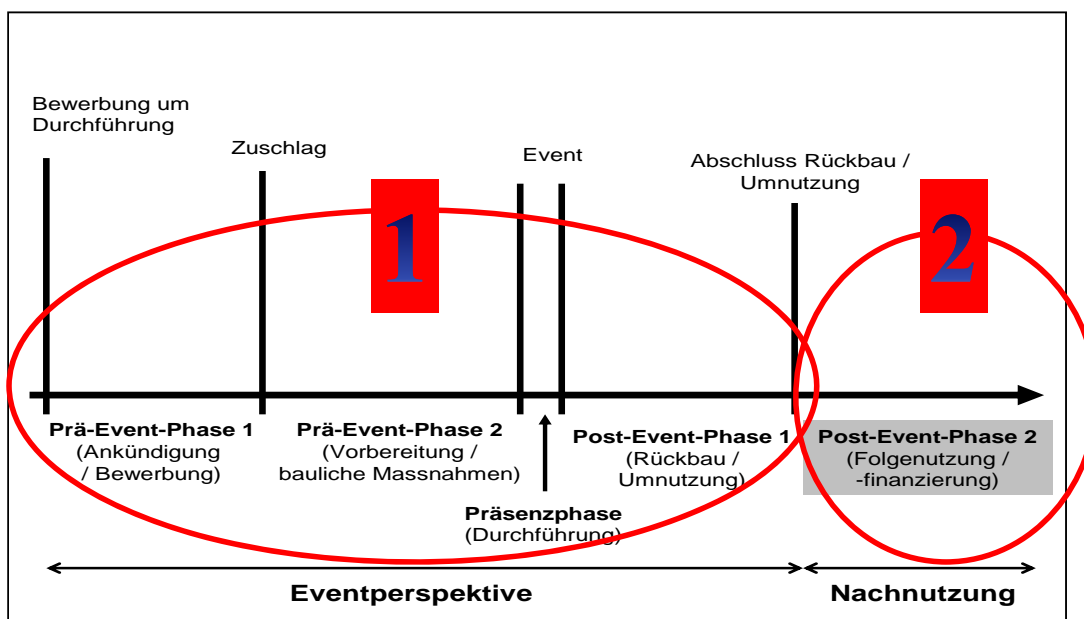 Bewerbung um
Durchführung
Zuschlag
Event
Abschluss Rückbau /
Umnutzung
1
2
Prä-Event-Phase 1
(Ankündigung
/ Bewerbung)
Prä-Event-Phase 2
(Vorbereitung /
bauliche Massnahmen)
Präsenzphase
(Durchführung)
Post-Event-Phase 1
(Rückbau /
Umnutzung)
Post-Event-Phase 2
(Folgenutzung /
-finanzierung)
Eventperspektive
Nachnutzung